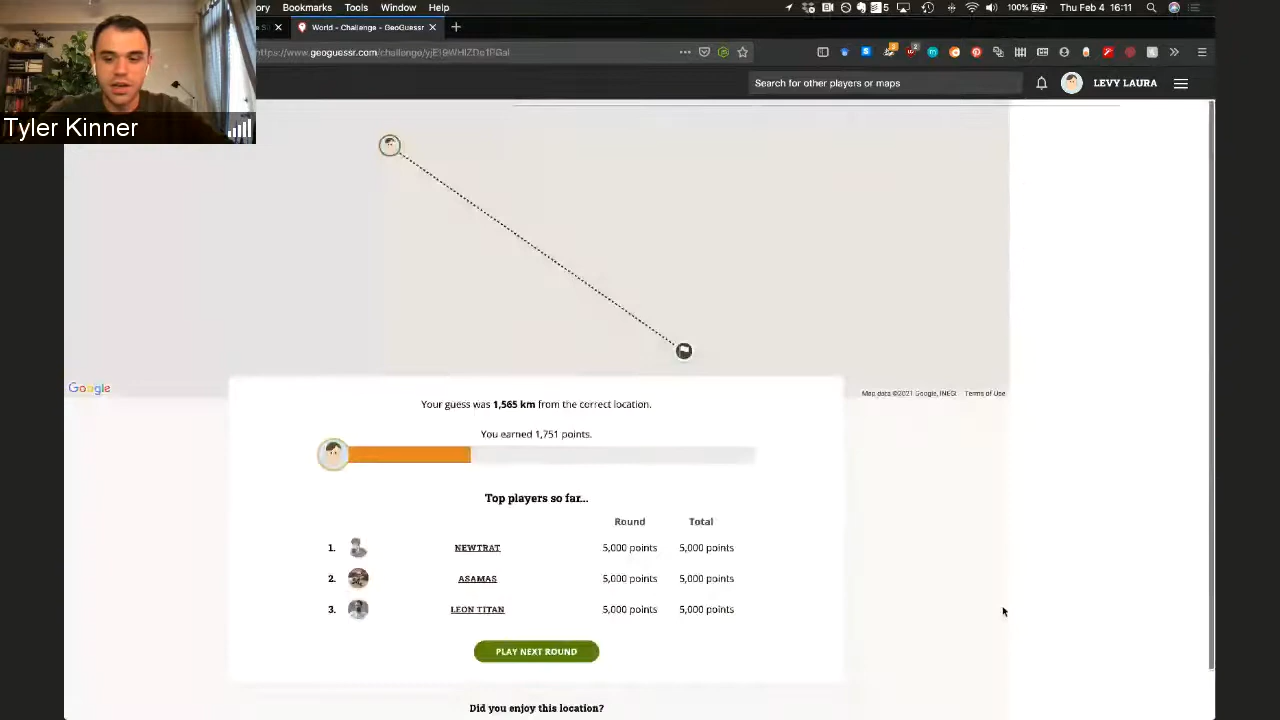 ory Bookmarks Tools Window Help
100%
Thu Feb 4 16:11
World - Challenge - GeoGuessr
Search for other players or maps
LEVY LAURA
Tyler Kinner
Google
Map data ©2021 Google, INEGI Terms of Use
Your guess was 1,565 km from the correct location.
You earned 1,751 points.
Top players so far...
Round Total
1. NEWTRAT 5,000 points 5,000 points
2. ASAMAS 5,000 points 5,000 points
3. LEON TITAN 5,000 points 5,000 points
PLAY NEXT ROUND
Did you enjoy this location?